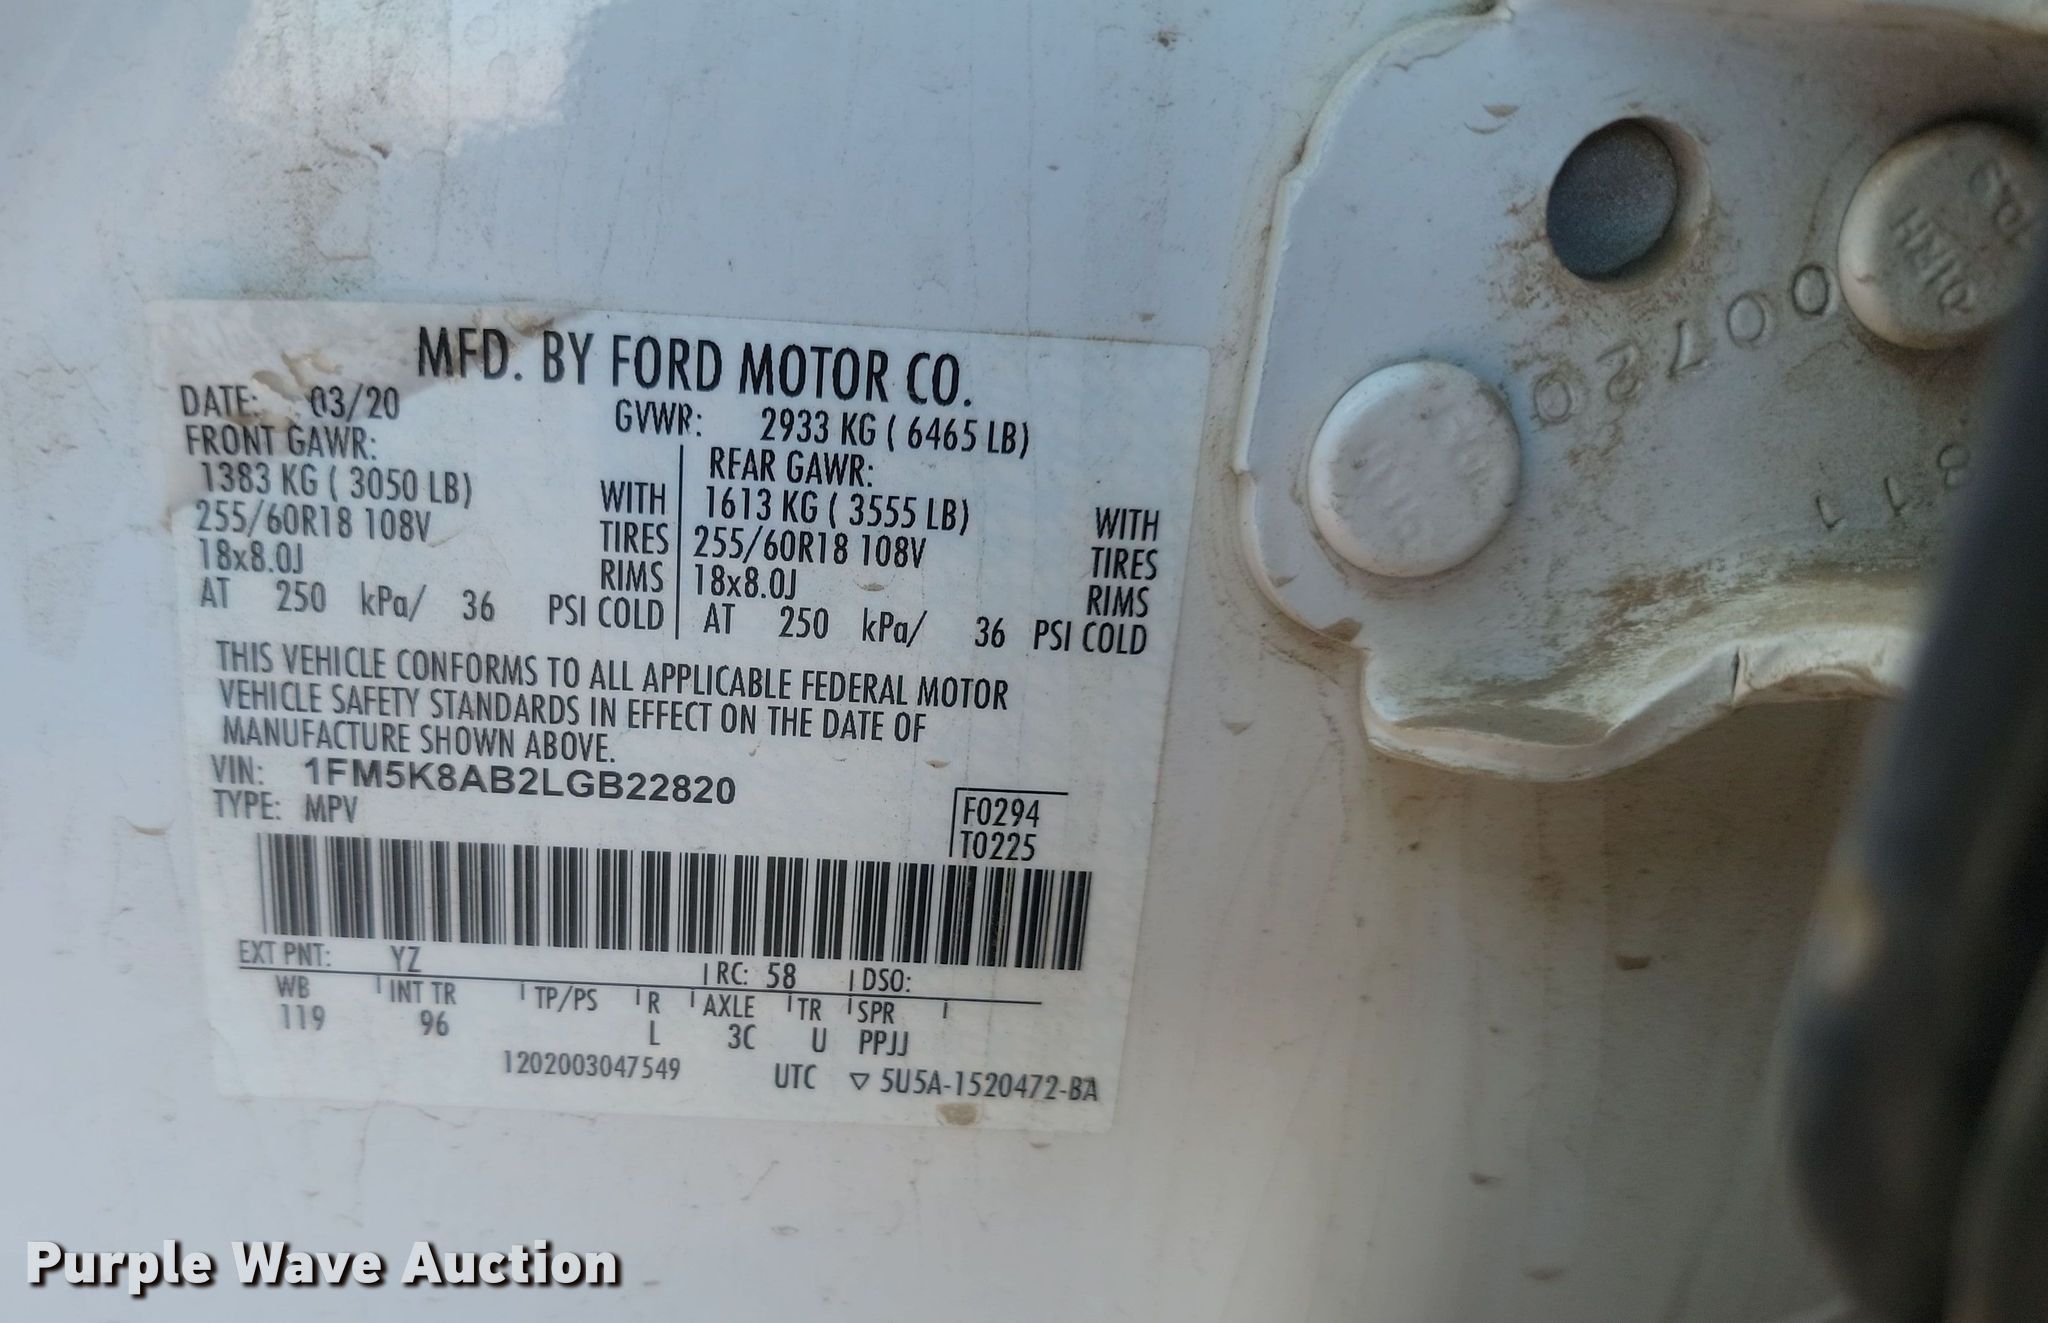 MFD. BY FORD MOTOR CO.
DATE: 03/20
GVWR: 2933 KG ( 6465 LB)
FRONT GAWR:
REAR GAWR:
1383 KG ( 3050 LB) WITH
1613 KG ( 3555 LB) WITH
255/60R18 108V TIRES
255/60R18 108V TIRES
18x8.0J RIMS
18x8.0J RIMS
AT 250 kPa/ 36 PSI COLD
AT 250 kPa/ 36 PSI COLD
THIS VEHICLE CONFORMS TO ALL APPLICABLE FEDERAL MOTOR
VEHICLE SAFETY STANDARDS IN EFFECT ON THE DATE OF
MANUFACTURE SHOWN ABOVE.
VIN: 1FM5K8AB2LGB22820
TYPE: MPV
F0294
T0225
EXT PNT: YZ RC: 58 DSO:
WB INT TR TP/PS R AXLE TR SPR
119 96 L 3C U PPJJ
1202003047549 UTC ▽ 5U5A-1520472-BA
00720
Purple Wave Auction